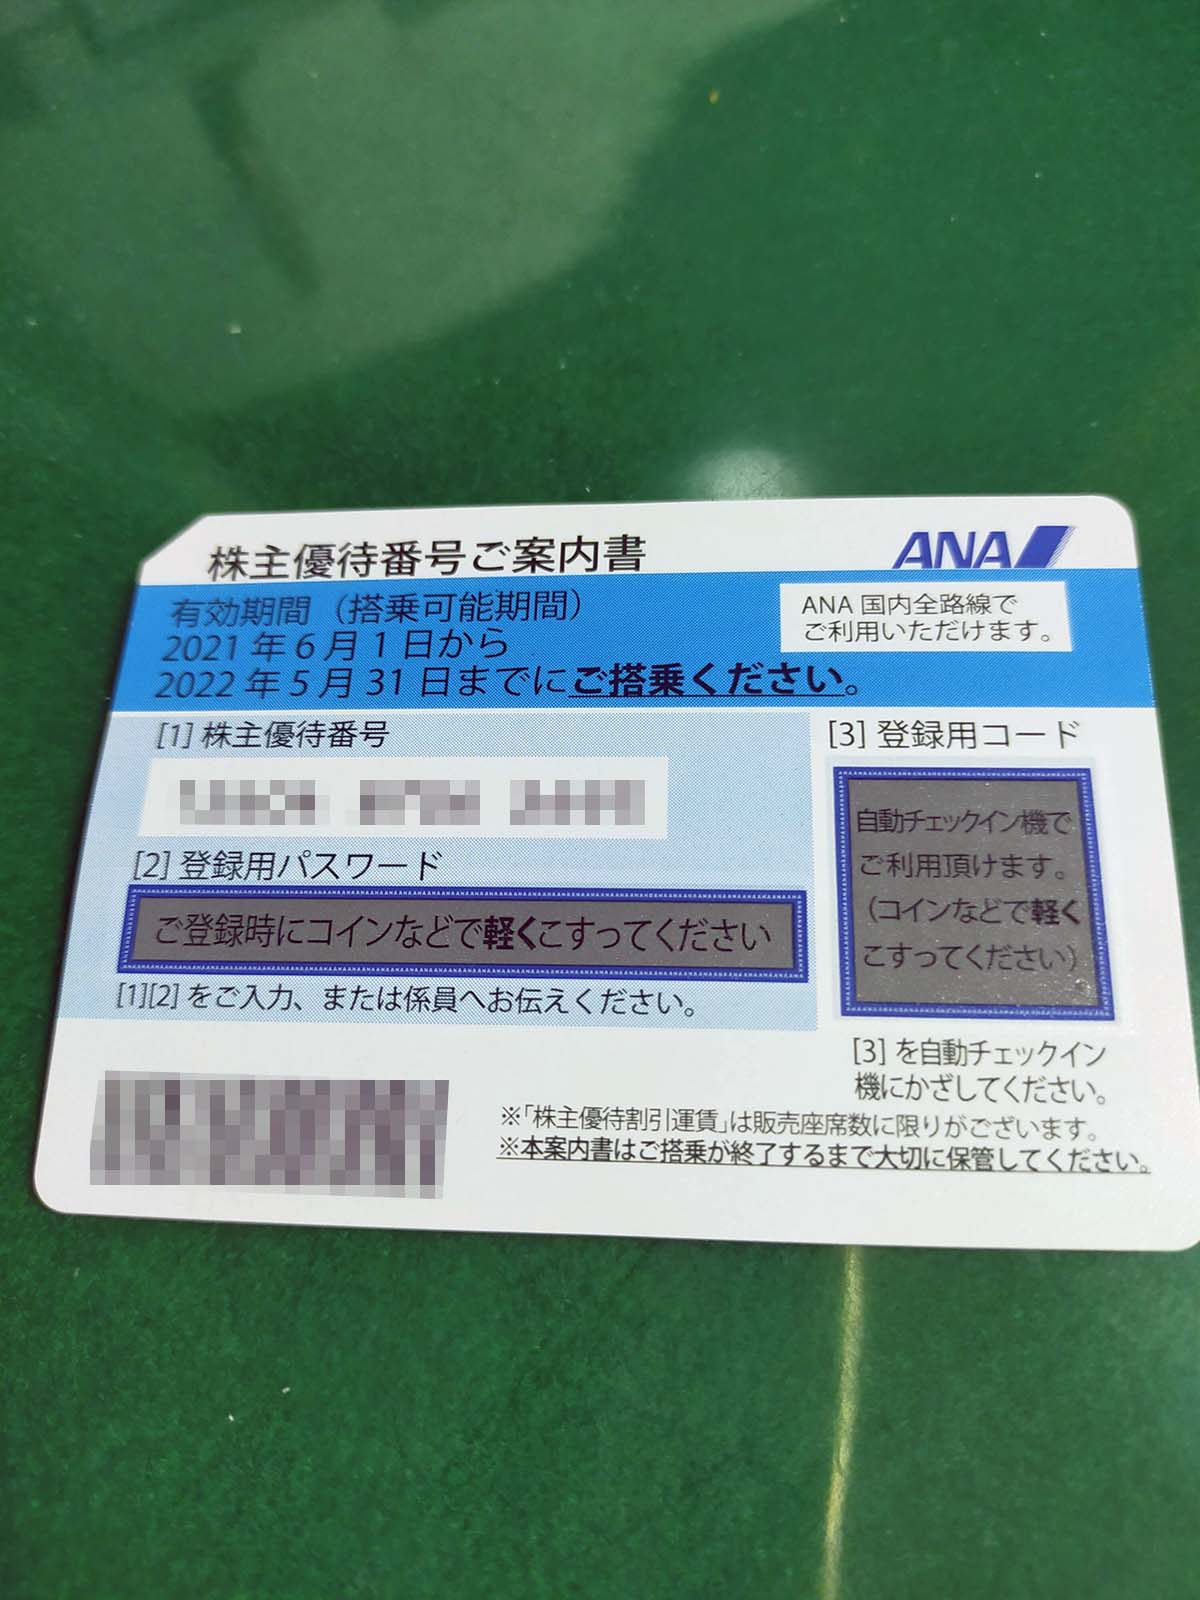 株主優待番号ご案内書
ANA
有効期間（搭乗可能期間）
2021 年 6 月 1 日から
2022 年 5 月 31 日までにご搭乗ください。
ANA 国内全路線で
ご利用いただけます。
[1] 株主優待番号
[2] 登録用パスワード
ご登録時にコインなどで軽くこすってください
[1][2] をご入力、または係員へお伝えください。
[3] 登録用コード
自動チェックイン機で
ご利用頂けます。
（コインなどで軽く
こすってください）
[3] を自動チェックイン
機にかざしてください。
※「株主優待割引運賃」は販売座席数に限りがございます。
※本案内書はご搭乗が終了するまで大切に保管してください。